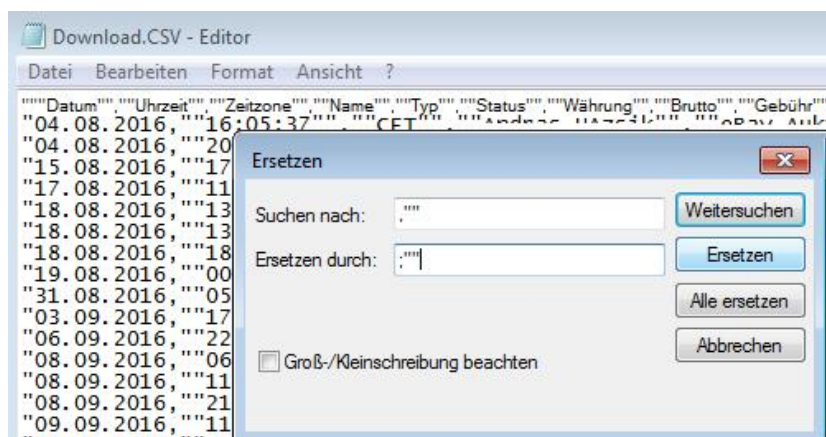 Download.CSV - Editor
Datei Bearbeiten Format Ansicht ?
""""Datum"",""Uhrzeit"",""Zeitzone"",""Name"",""Typ"",""Status"",""Währung"",""Brutto"",""Gebühr""
"04.08.2016,""16:05:37"",""CET"",
"04.08.2016,""20
"15.08.2016,""17
"17.08.2016,""11
"18.08.2016,""13
"18.08.2016,""13
"18.08.2016,""18
"19.08.2016,""00
"31.08.2016,""05
"03.09.2016,""17
"06.09.2016,""22
"08.09.2016,""06
"08.09.2016,""11
"08.09.2016,""21
"09.09.2016,""11
Ersetzen
Suchen nach: ,""
Weitersuchen
Ersetzen durch: ;""
Ersetzen
Alle ersetzen
Abbrechen
Groß-/Kleinschreibung beachten